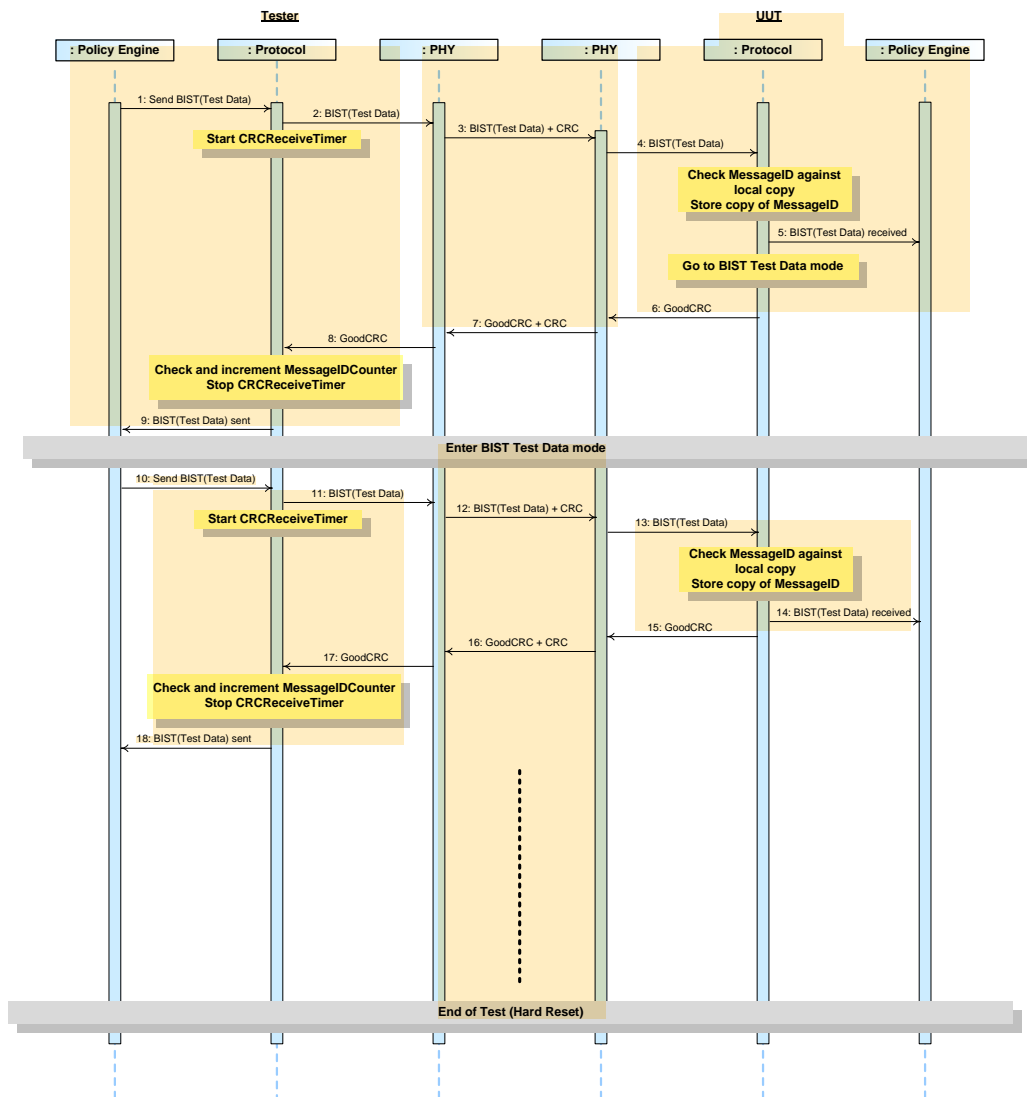 Tester
UUT
: Policy Engine
: Protocol
: PHY
: PHY
: Protocol
: Policy Engine
1: Send BIST(Test Data)
2: BIST(Test Data)
Start CRCReceiveTimer
3: BIST(Test Data) + CRC
4: BIST(Test Data)
Check MessageID against
local copy
Store copy of MessageID
5: BIST(Test Data) received
Go to BIST Test Data mode
6: GoodCRC
7: GoodCRC + CRC
8: GoodCRC
Check and increment MessageIDCounter
Stop CRCReceiveTimer
9: BIST(Test Data) sent
Enter BIST Test Data mode
10: Send BIST(Test Data)
11: BIST(Test Data)
Start CRCReceiveTimer
12: BIST(Test Data) + CRC
13: BIST(Test Data)
Check MessageID against
local copy
Store copy of MessageID
14: BIST(Test Data) received
15: GoodCRC
16: GoodCRC + CRC
17: GoodCRC
Check and increment MessageIDCounter
Stop CRCReceiveTimer
18: BIST(Test Data) sent
End of Test (Hard Reset)